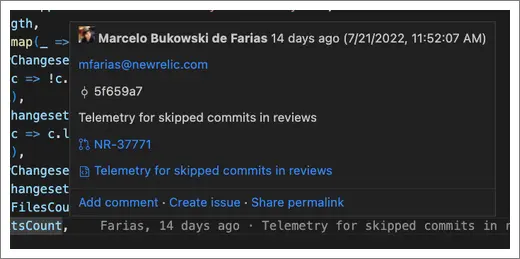 gth,
map(_ =>
Marcelo Bukowski de Farias 14 days ago (7/21/2022, 11:52:07 AM)
Changese
mfarias@newrelic.com
c => !c.
),
5f659a7
hangeset
Telemetry for skipped commits in reviews
c => c.l
),
NR-37771
Changese
Telemetry for skipped commits in reviews
hangeset
FilesCou
Add comment · Create issue · Share permalink
tsCount, Farias, 14 days ago · Telemetry for skipped commits in r